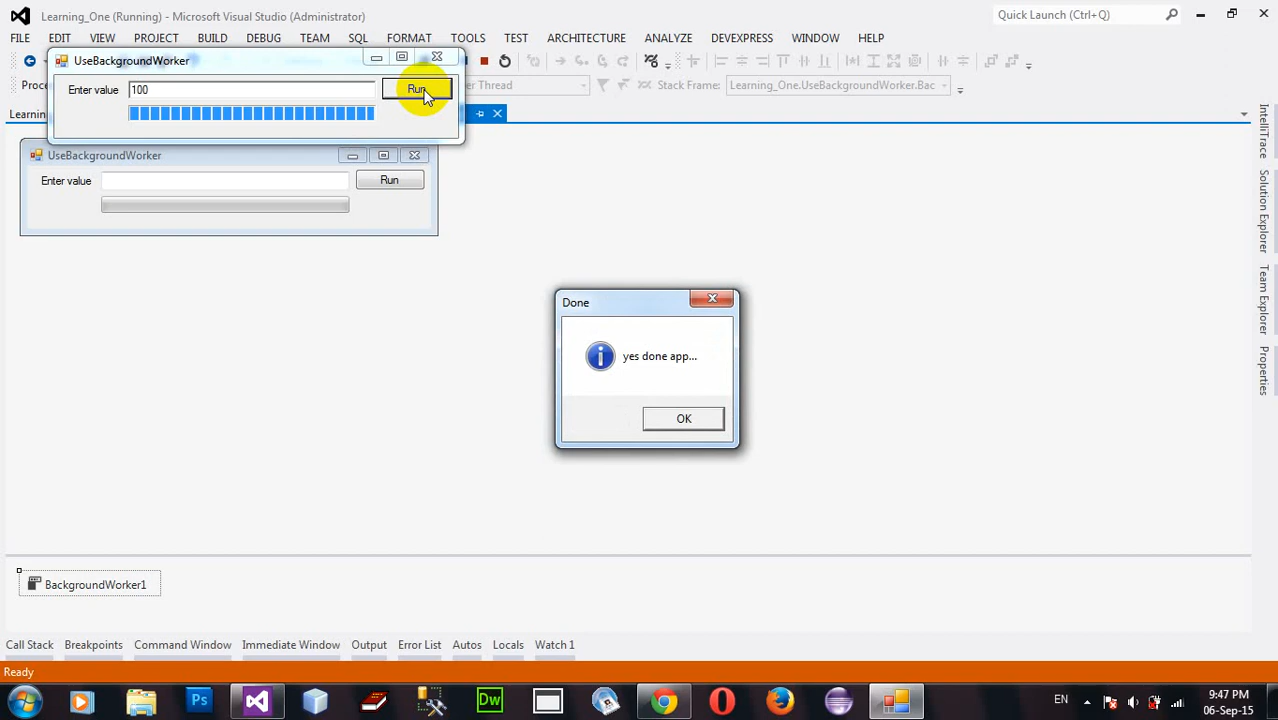 Learning_One (Running) - Microsoft Visual Studio (Administrator)
Quick Launch (Ctrl+Q)
FILE EDIT VIEW PROJECT BUILD DEBUG TEAM SQL FORMAT TOOLS TEST ARCHITECTURE ANALYZE DEVEXPRESS WINDOW HELP
UseBackgroundWorker
Enter value 100 Run
Thread Stack Frame: Learning_One.UseBackgroundWorker.Bac
UseBackgroundWorker
Enter value Run
IntelliTrace
Solution Explorer
Team Explorer
Properties
Done
yes done app...
OK
BackgroundWorker1
Call Stack Breakpoints Command Window Immediate Window Output Error List Autos Locals Watch 1
Ready
Ps Dw EN 9:47 PM
06-Sep-15